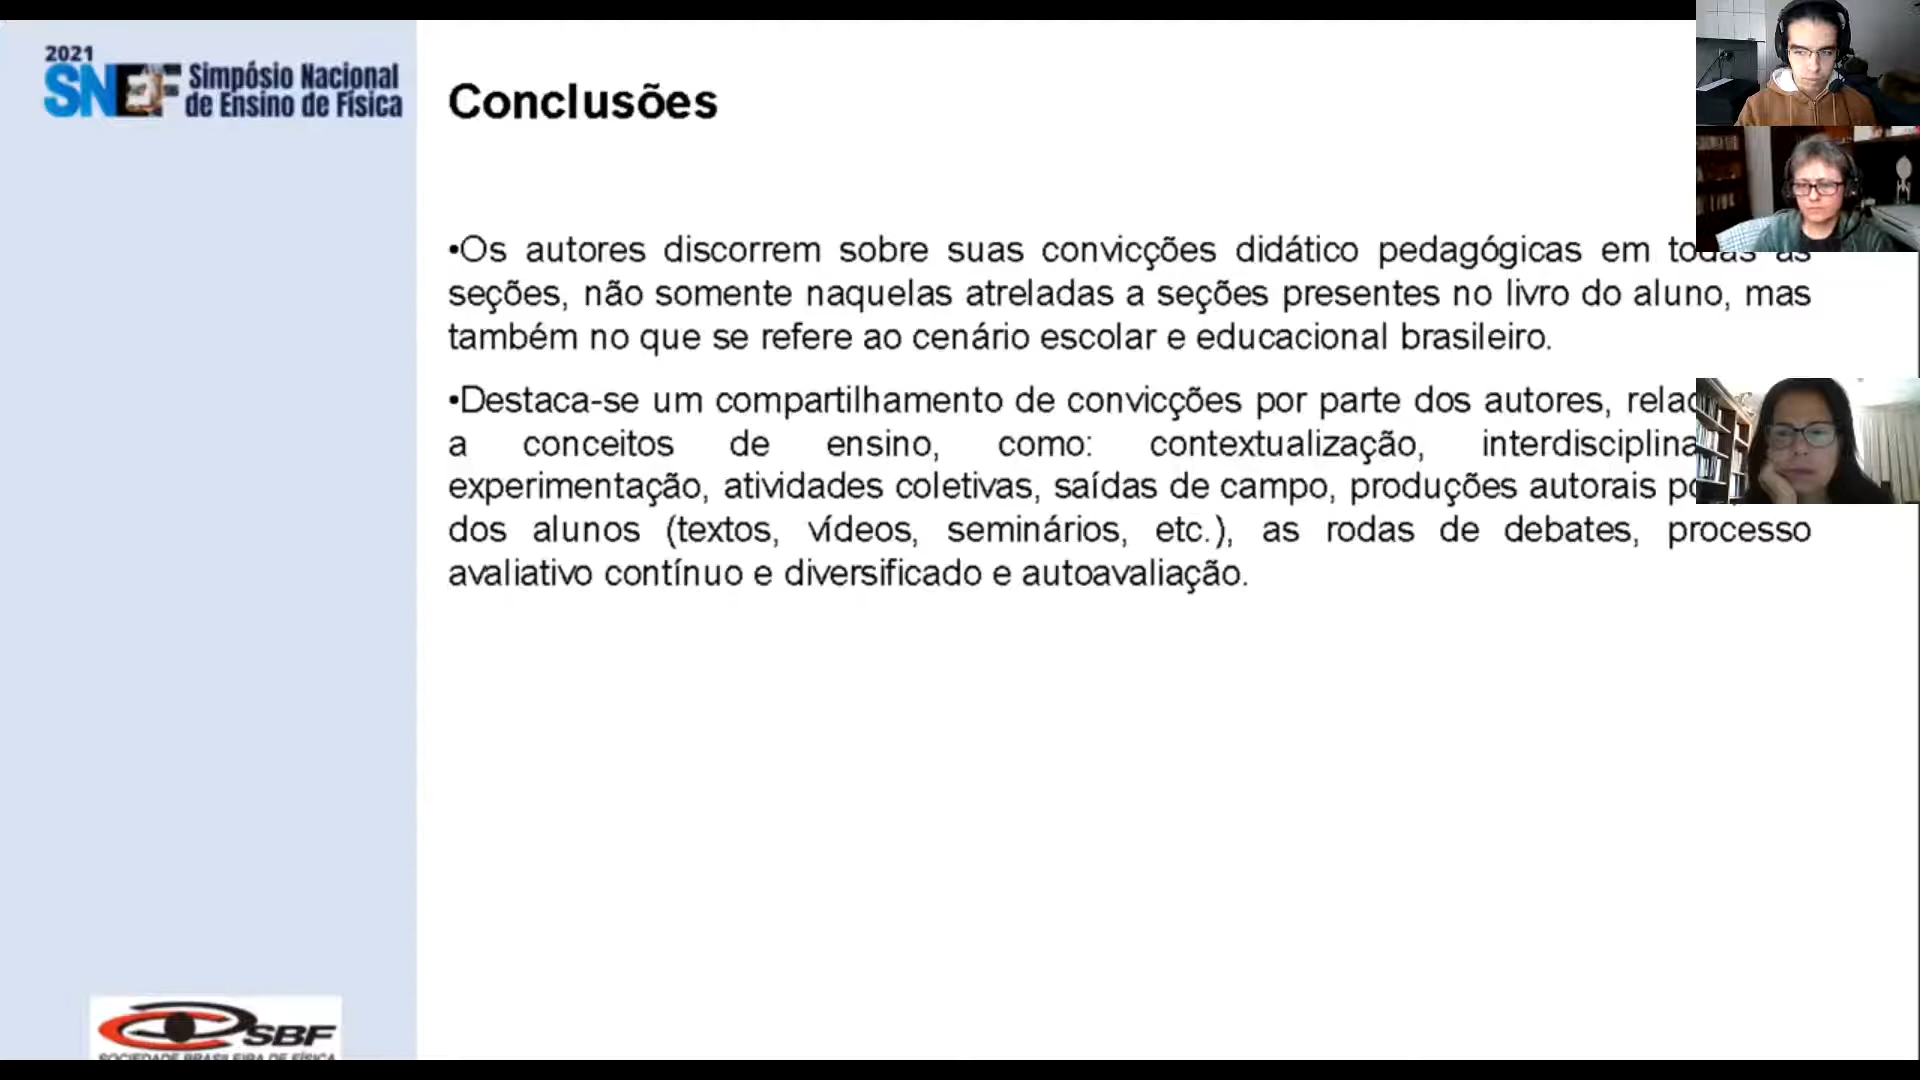 2021
SNEF Simpósio Nacional
de Ensino de Física
Conclusões
•Os autores discorrem sobre suas convicções didático pedagógicas em todas as
seções, não somente naquelas atreladas a seções presentes no livro do aluno, mas
também no que se refere ao cenário escolar e educacional brasileiro.
•Destaca-se um compartilhamento de convicções por parte dos autores,
a conceitos de ensino, como: contextualização,
experimentação, atividades coletivas, saídas de campo, produções autorais
dos alunos (textos, vídeos, seminários, etc.), as rodas de debates, processo
avaliativo contínuo e diversificado e autoavaliação.
SBF
SOCIEDADE BRASILEIRA DE FÍSICA